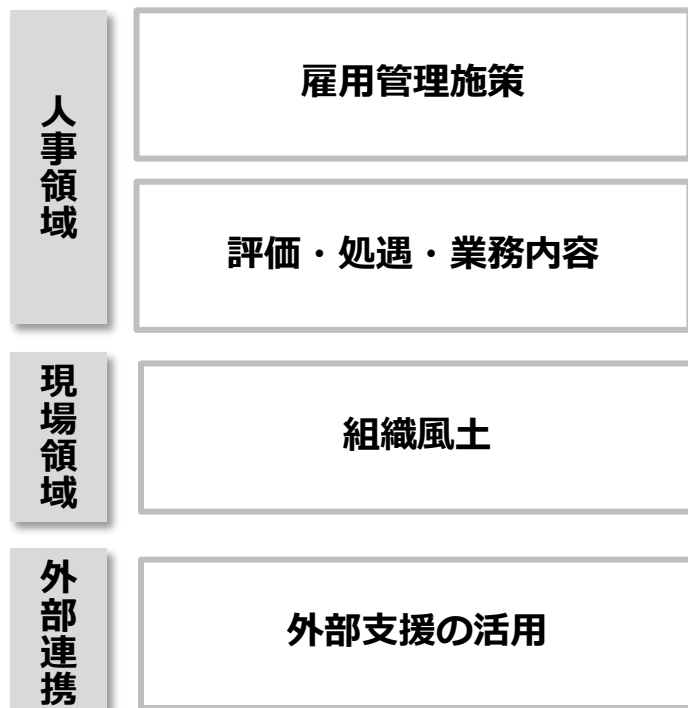 人事領域
雇用管理施策
評価・処遇・業務内容
現場領域
組織風土
外部連携
外部支援の活用